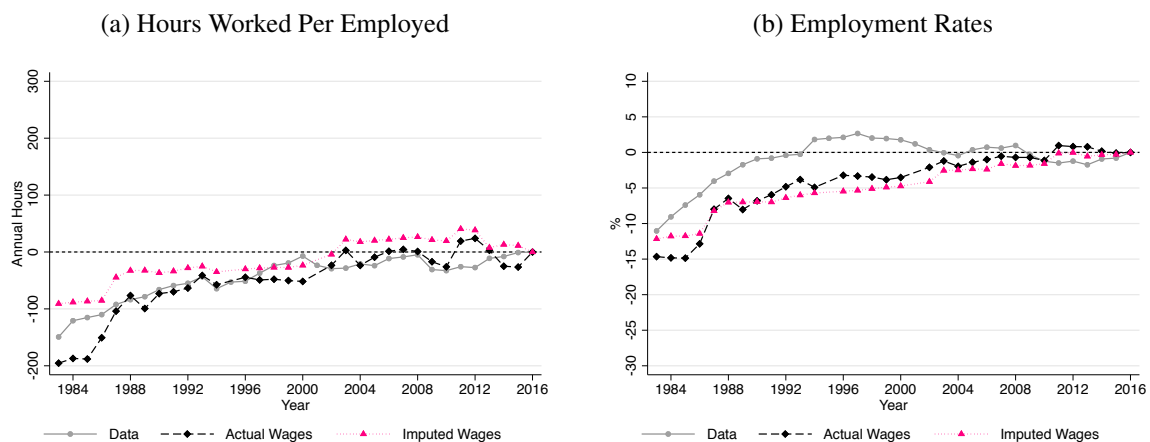 (a) Hours Worked Per Employed
Annual Hours
300
200
100
0
-100
-200
1984 1988 1992 1996 2000 2004 2008 2012 2016
Year
Data Actual Wages Imputed Wages
(b) Employment Rates
%
10
5
0
-5
-10
-15
-20
-25
-30
1984 1988 1992 1996 2000 2004 2008 2012 2016
Year
Data Actual Wages Imputed Wages